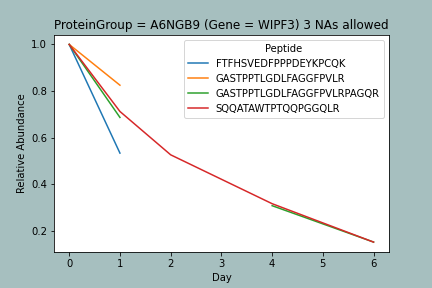 ProteinGroup = A6NGB9 (Gene = WIPF3) 3 NAs allowed
Peptide
FTFHSVEDFPPPDEYKPCQK
GASTPPTLGDLFAGGFPVLR
GASTPPTLGDLFAGGFPVLRPAGQR
SQQATAWTPTQQPGGQLR
Relative Abundance
1.0
0.8
0.6
0.4
0.2
0 1 2 3 4 5 6
Day